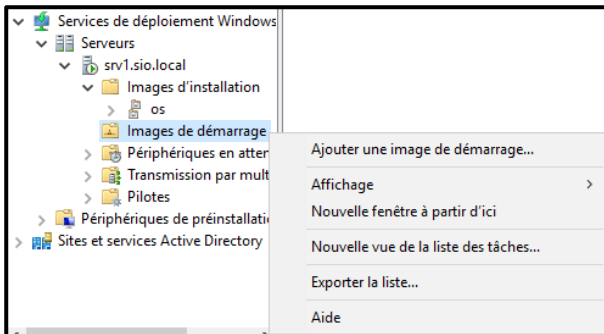 Services de déploiement Windows
Serveurs
srv1.sio.local
Images d'installation
os
Images de démarrage
Périphériques en atter
Transmission par mult
Pilotes
Périphériques de préinstallatio
Sites et services Active Directory
Ajouter une image de démarrage...
Affichage
Nouvelle fenêtre à partir d'ici
Nouvelle vue de la liste des tâches...
Exporter la liste...
Aide